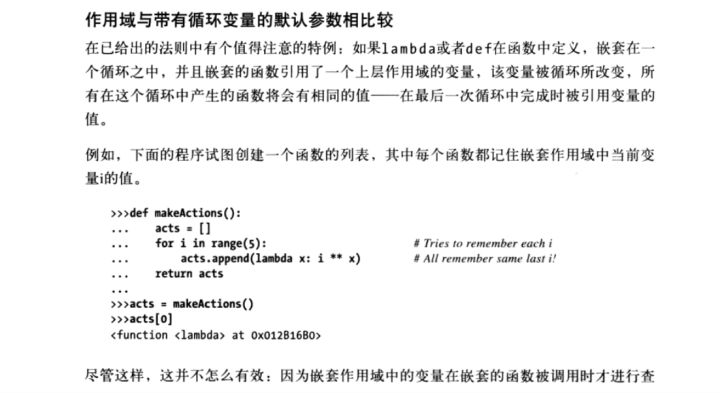 作用域与带有循环变量的默认参数相比较
在已给出的法则中有个值得注意的特例：如果lambda或者def在函数中定义，嵌套在一
个循环之中，并且嵌套的函数引用了一个上层作用域的变量，该变量被循环所改变，所
有在这个循环中产生的函数将会有相同的值——在最后一次循环中完成时被引用变量的
值。
例如，下面的程序试图创建一个函数的列表，其中每个函数都记住嵌套作用域中当前变
量i的值。
>>>def makeActions():
...    acts = []
...    for i in range(5):    # Tries to remember each i
...        acts.append(lambda x: i ** x)    # All remember same last i!
...    return acts
...
>>>acts = makeActions()
>>>acts[0]
<function <lambda> at 0x012B16B0>
尽管这样，这并不怎么有效：因为嵌套作用域中的变量在嵌套的函数被调用时才进行查